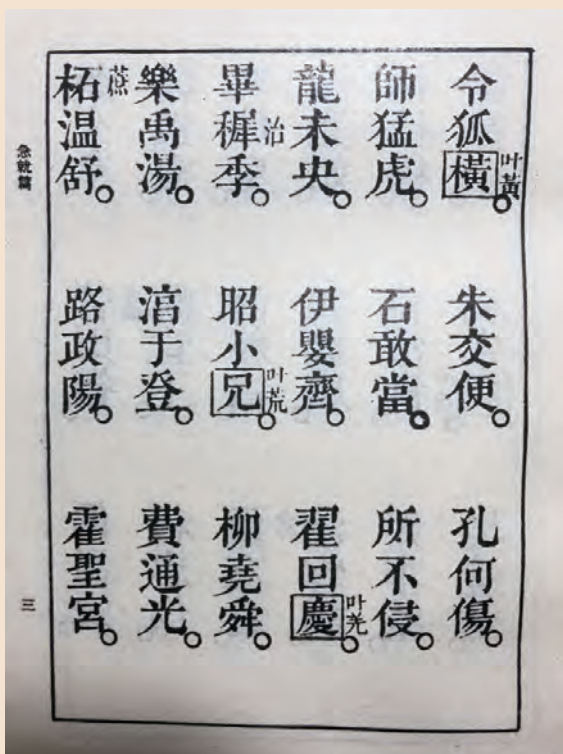 令狐橫叶黃○朱交便○孔何傷○
師猛虎○石敢當○所不侵○
龍未央○伊嬰齊○翟回慶叶羌○
畢穉治季○昭小兄叶荒○柳堯舜○
樂禹湯○湻于登○費通光○
柘蔗温舒○路政陽○霍聖宮○
急就篇
三